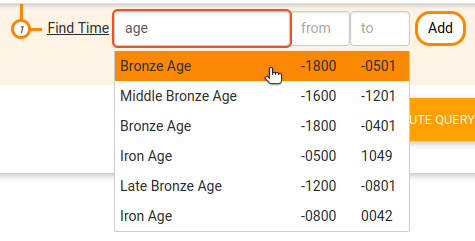 7 Find Time age from to Add
Bronze Age -1800 -0501
Middle Bronze Age -1600 -1201
Bronze Age -1800 -0401
UTE QUERY
Iron Age -0500 1049
Late Bronze Age -1200 -0801
Iron Age -0800 0042